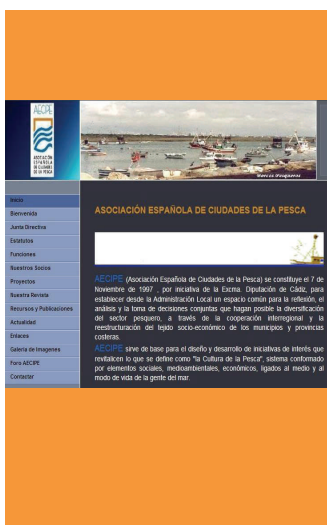 AECIPE
ASOCIACIÓN
ESPAÑOLA
DE CIUDADES
DE LA PESCA
Barcos Pesqueros
Inicio
Bienvenida
Junta Directiva
Estatutos
Funciones
Nuestros Socios
Proyectos
Nuestra Revista
Recursos y Publicaciones
Actualidad
Enlaces
Galería de Imagenes
Foro AECIPE
Contactar
ASOCIACIÓN ESPAÑOLA DE CIUDADES DE LA PESCA
AECIPE (Asociación Española de Ciudades de la Pesca) se constituye el 7 de
Noviembre de 1997 , por iniciativa de la Excma. Diputación de Cádiz, para
establecer desde la Administración Local un espacio común para la reflexión, el
análisis y la toma de decisiones conjuntas que hagan posible la diversificación
del sector pesquero, a través de la cooperación interregional y la
reestructuración del tejido socio-económico de los municipios y provincias
costeras.
AECIPE sirve de base para el diseño y desarrollo de iniciativas de interés que
revitalicen lo que se define como "la Cultura de la Pesca", sistema conformado
por elementos sociales, medioambientales, económicos, ligados al medio y al
modo de vida de la gente del mar.